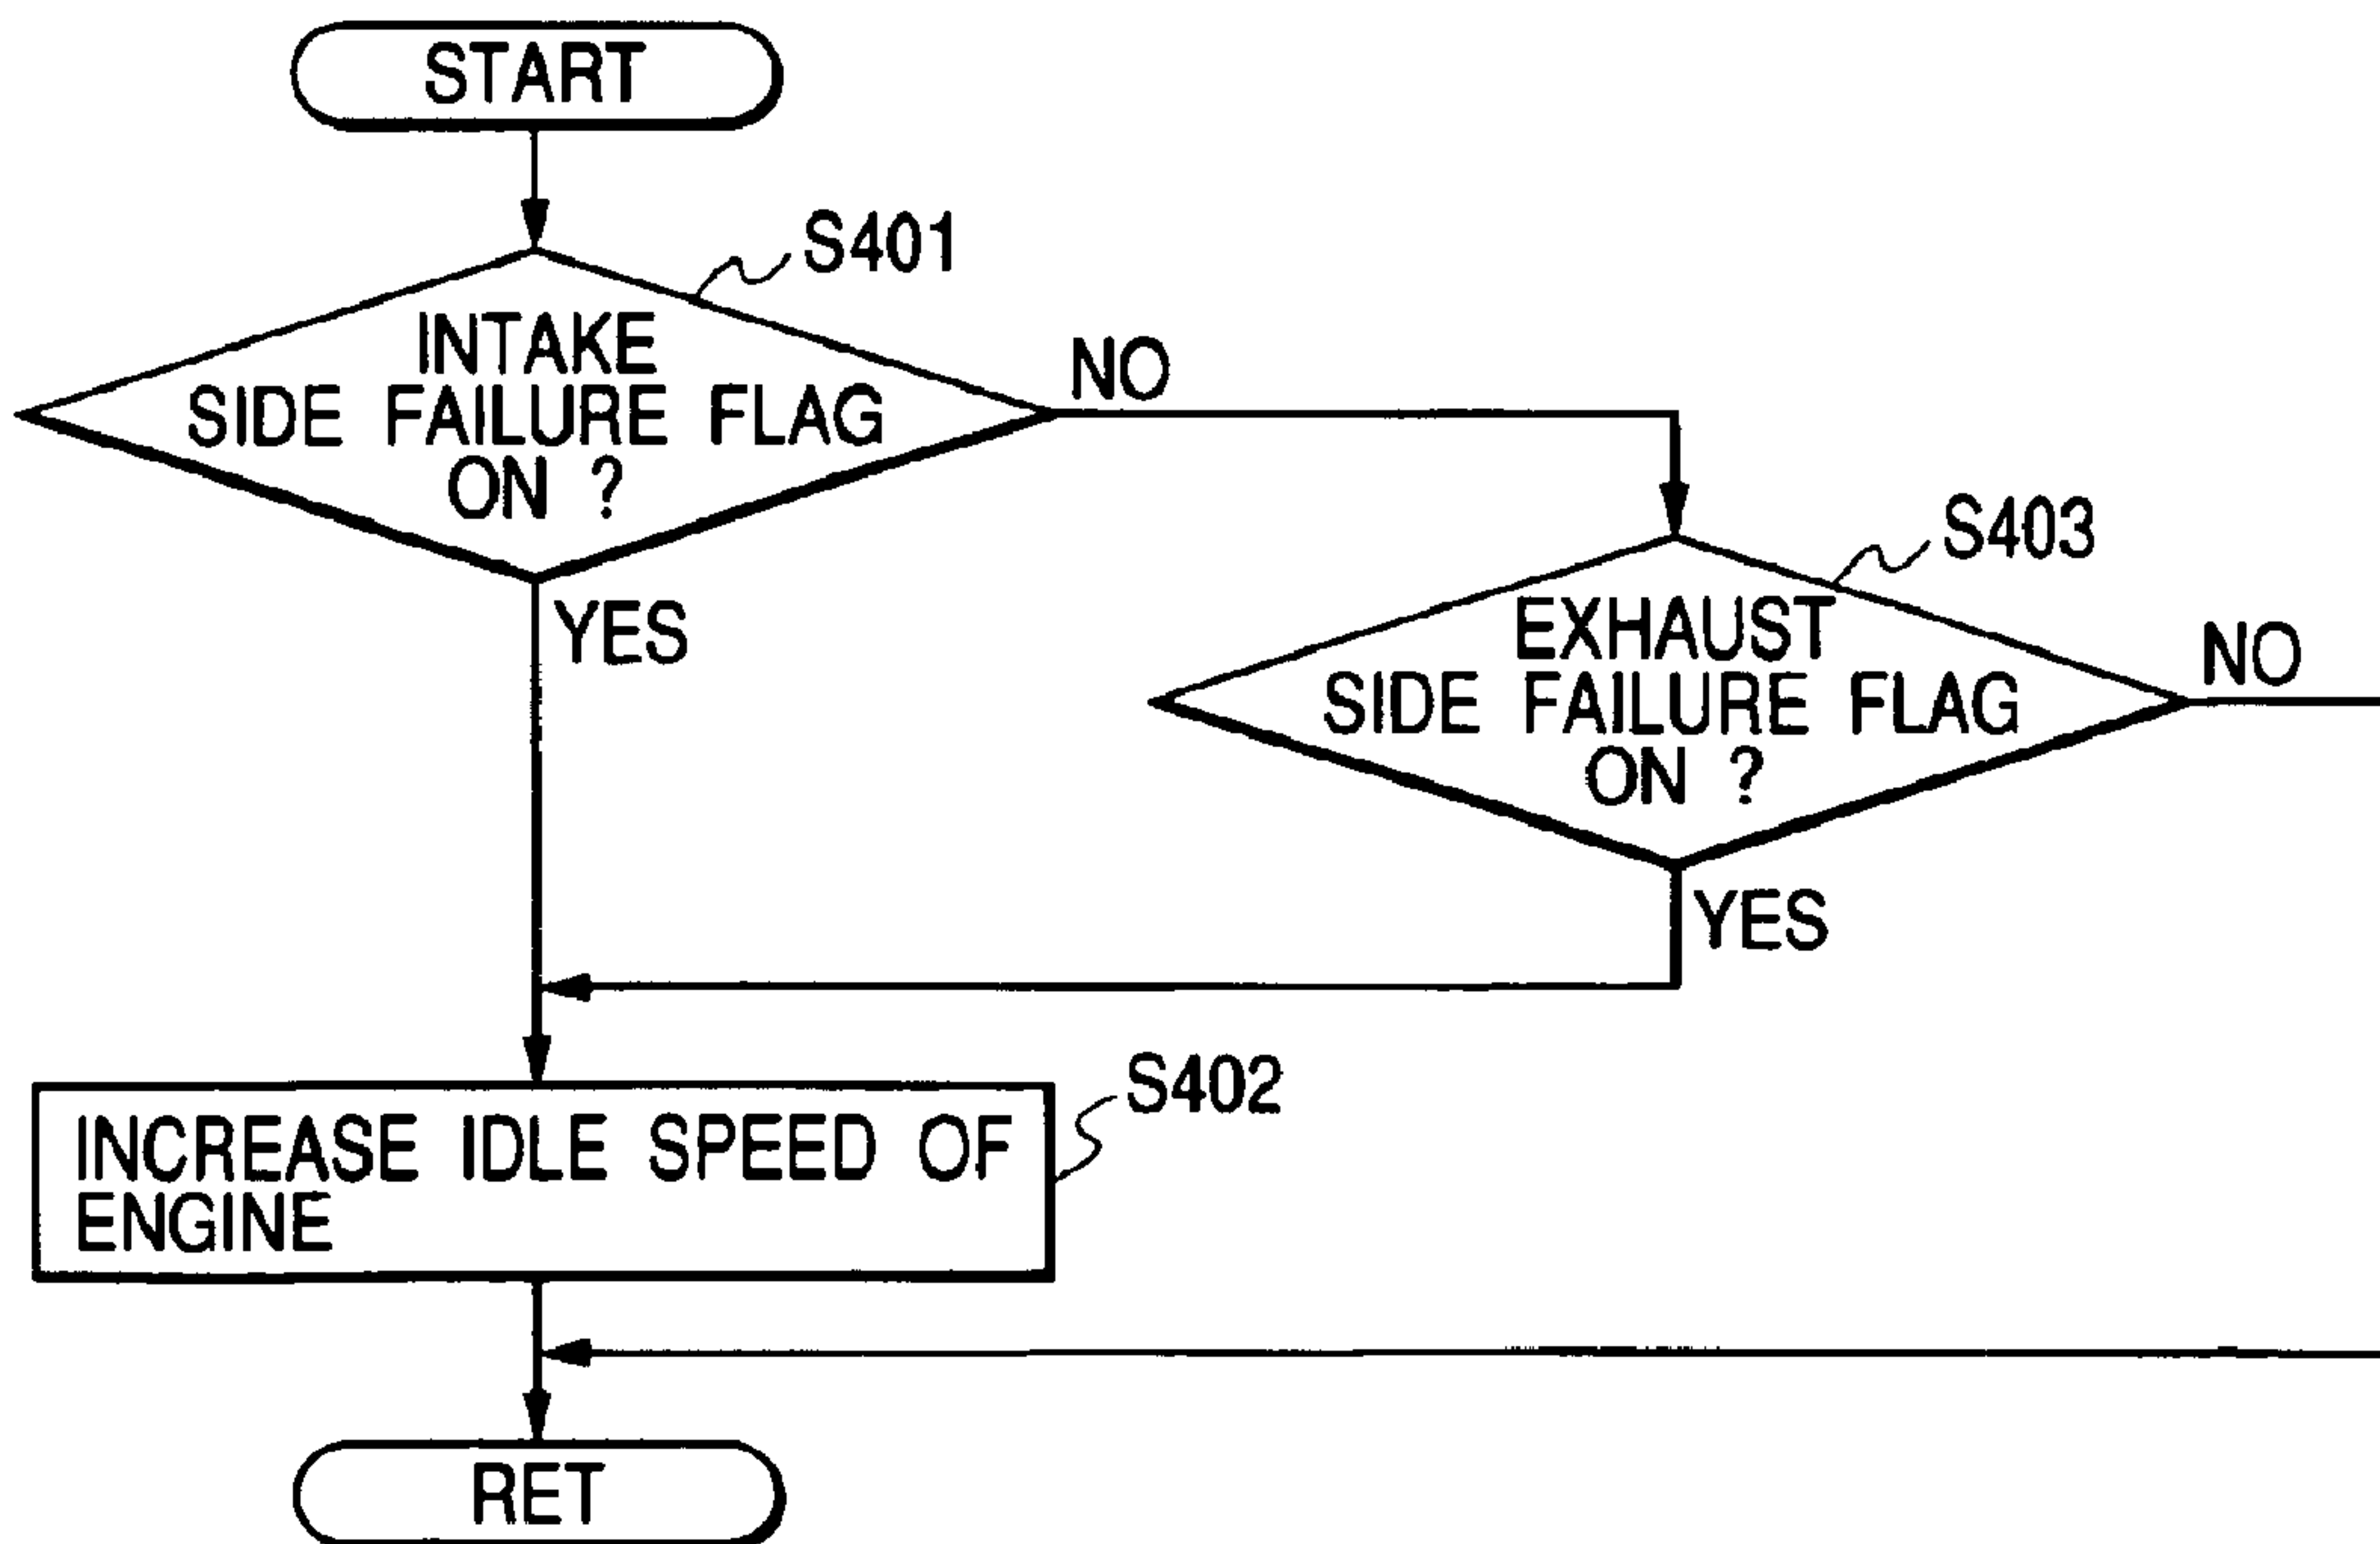 START
S401
INTAKE
SIDE FAILURE FLAG
ON ?
NO
YES
S403
EXHAUST
SIDE FAILURE FLAG
ON ?
NO
YES
S402
INCREASE IDLE SPEED OF
ENGINE
RET